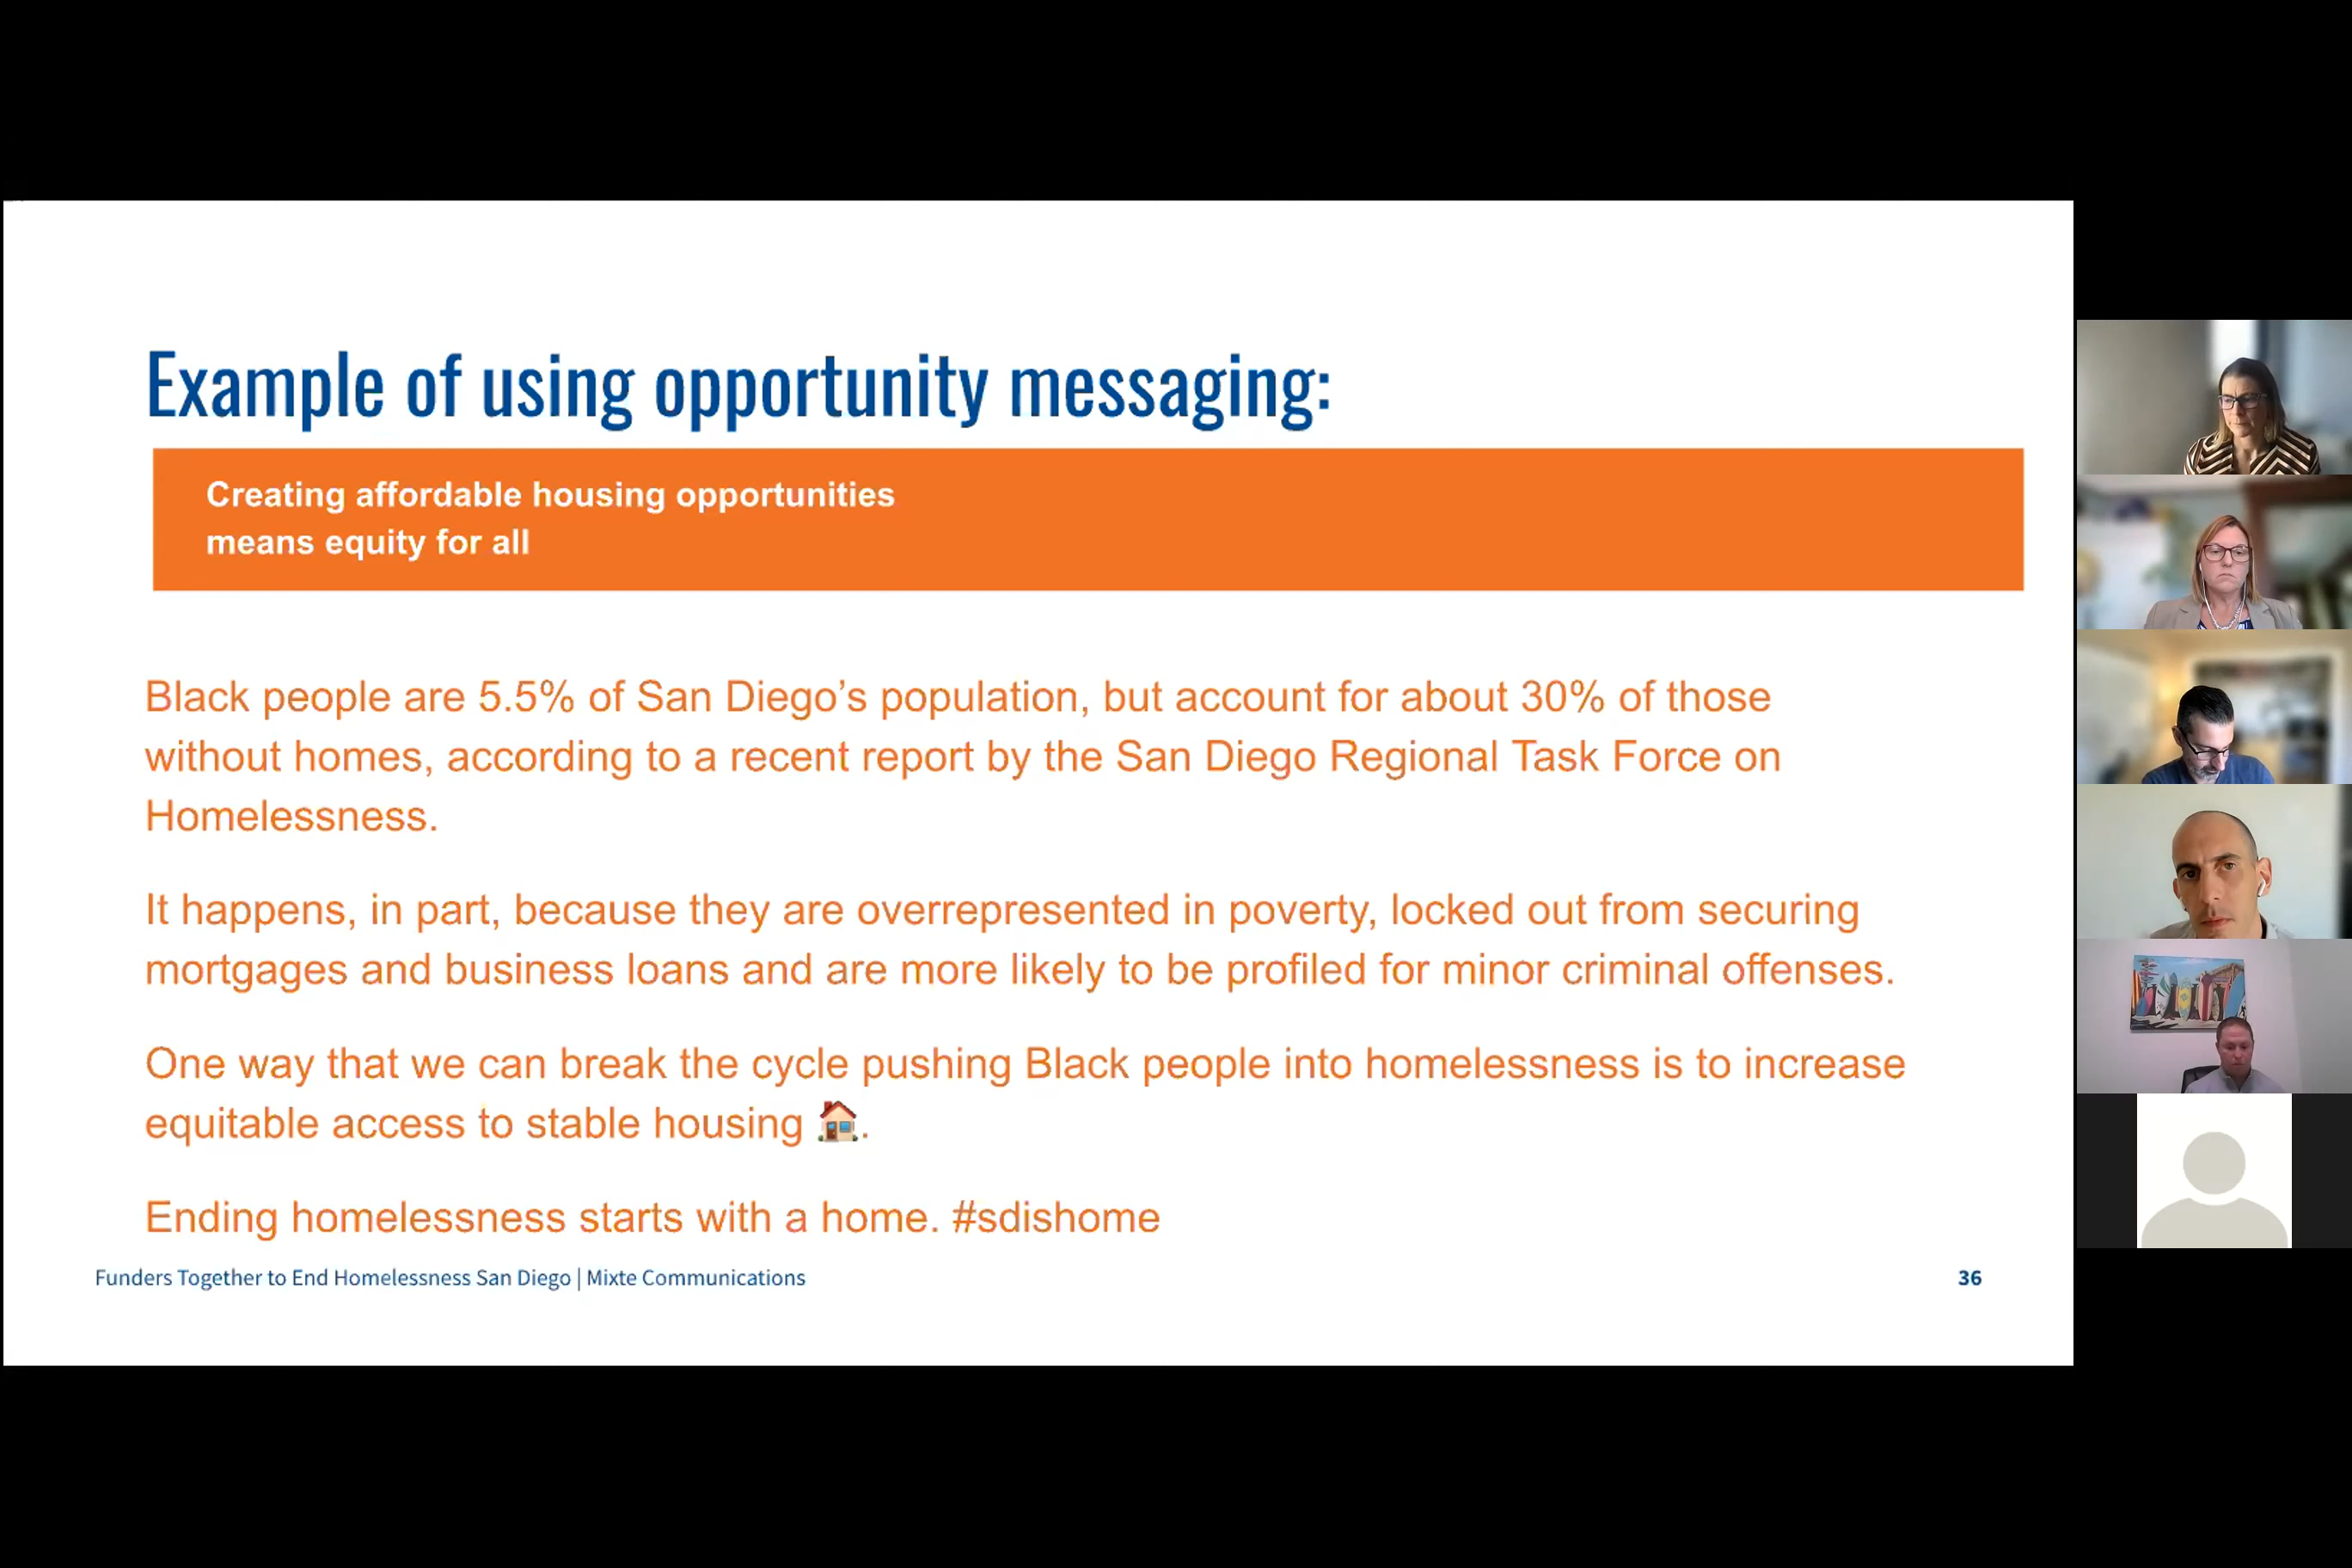 Example of using opportunity messaging:
Creating affordable housing opportunities
means equity for all
Black people are 5.5% of San Diego’s population, but account for about 30% of those
without homes, according to a recent report by the San Diego Regional Task Force on
Homelessness.
It happens, in part, because they are overrepresented in poverty, locked out from securing
mortgages and business loans and are more likely to be profiled for minor criminal offenses.
One way that we can break the cycle pushing Black people into homelessness is to increase
equitable access to stable housing 🏠.
Ending homelessness starts with a home. #sdishome
Funders Together to End Homelessness San Diego | Mixte Communications
36